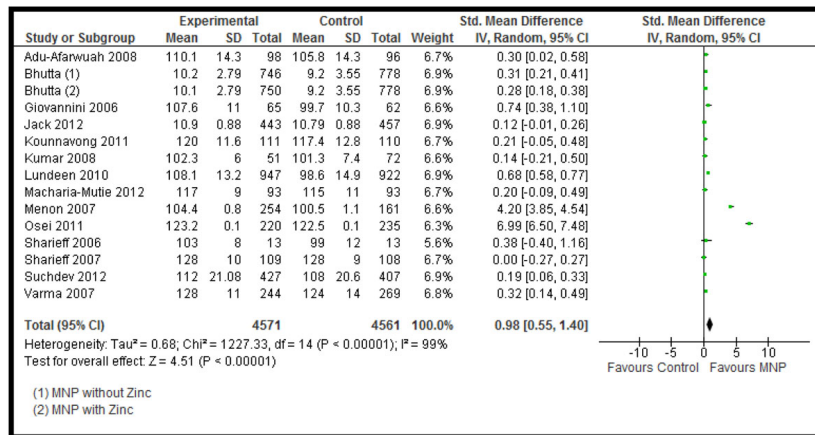 Experimental Control Std. Mean Difference Std. Mean Difference
Study or Subgroup Mean SD Total Mean SD Total Weight IV, Random, 95% CI IV, Random, 95% CI
Adu-Afarwuah 2008 110.1 14.3 98 105.8 14.3 96 6.7% 0.30 [0.02, 0.58]
Bhutta (1) 10.2 2.79 746 9.2 3.55 778 6.9% 0.31 [0.21, 0.41]
Bhutta (2) 10.1 2.79 750 9.2 3.55 778 6.9% 0.28 [0.18, 0.38]
Giovannini 2006 107.6 11 65 99.7 10.3 62 6.6% 0.74 [0.38, 1.10]
Jack 2012 10.9 0.88 443 10.79 0.88 457 6.9% 0.12 [-0.01, 0.26]
Kounnavong 2011 120 11.6 111 117.4 12.8 110 6.8% 0.21 [-0.05, 0.48]
Kumar 2008 102.3 6 51 101.3 7.4 72 6.6% 0.14 [-0.21, 0.50]
Lundeen 2010 108.1 13.2 947 98.6 14.9 922 6.9% 0.68 [0.58, 0.77]
Macharia-Mutie 2012 117 9 93 115 11 93 6.7% 0.20 [-0.09, 0.49]
Menon 2007 104.4 0.8 254 100.5 1.1 161 6.6% 4.20 [3.85, 4.54]
Osei 2011 123.2 0.1 220 122.5 0.1 235 6.4% 6.99 [6.50, 7.48]
Sharieff 2006 103 8 13 99 12 13 5.5% 0.38 [-0.40, 1.16]
Sharieff 2007 128 10 109 128 9 108 6.8% 0.00 [-0.27, 0.27]
Suchdev 2012 112 21.08 427 108 20.6 407 6.9% 0.19 [0.06, 0.33]
Varma 2007 128 11 244 124 14 269 6.8% 0.32 [0.14, 0.49]
Total (95% CI) 4571 4561 100.0% 0.98 [0.55, 1.40]
Heterogeneity: Tau² = 0.68; Chi² = 1227.33, df = 14 (P < 0.00001); I² = 99%
Test for overall effect: Z = 4.51 (P < 0.00001)
-10 -5 0 5 10
Favours Control Favours MNP
(1) MNP without Zinc
(2) MNP with Zinc